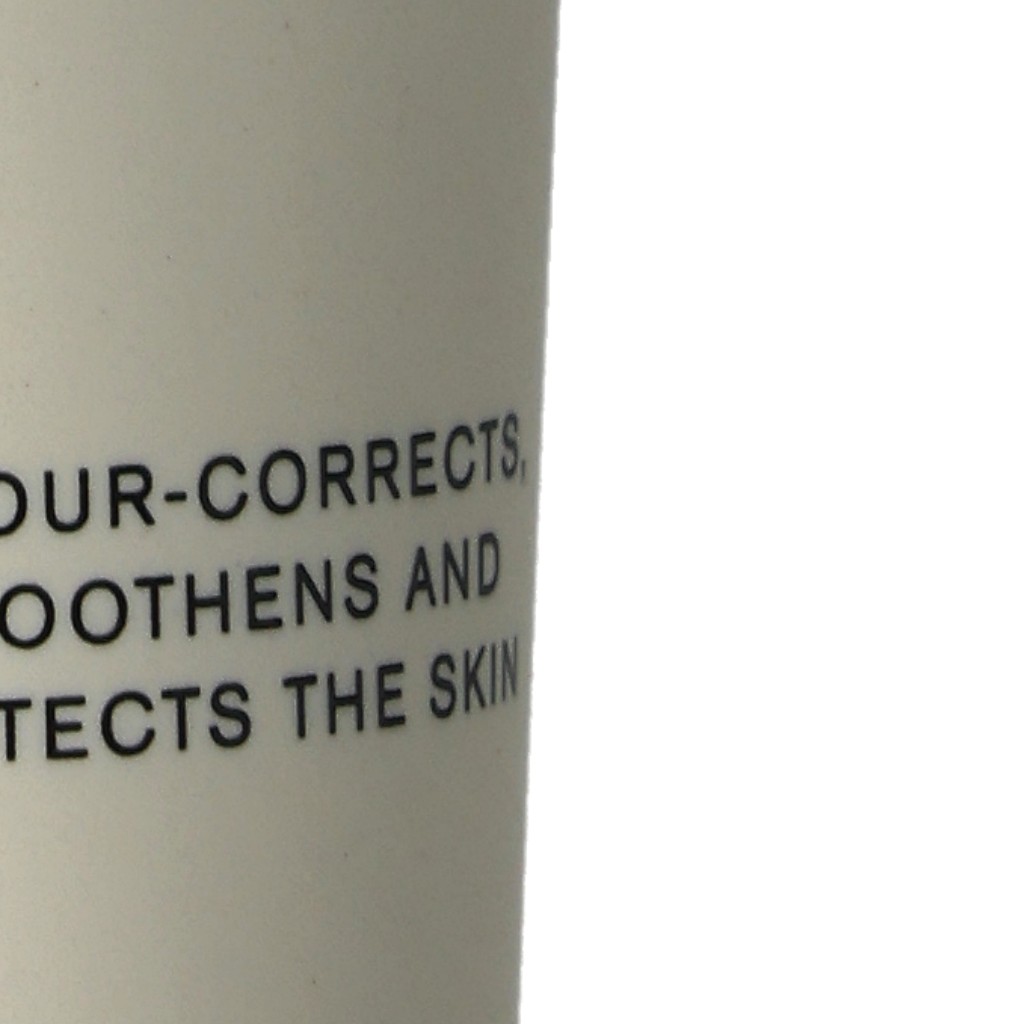 OUR-CORRECTS,
OOTHENS AND
TECTS THE SKIN